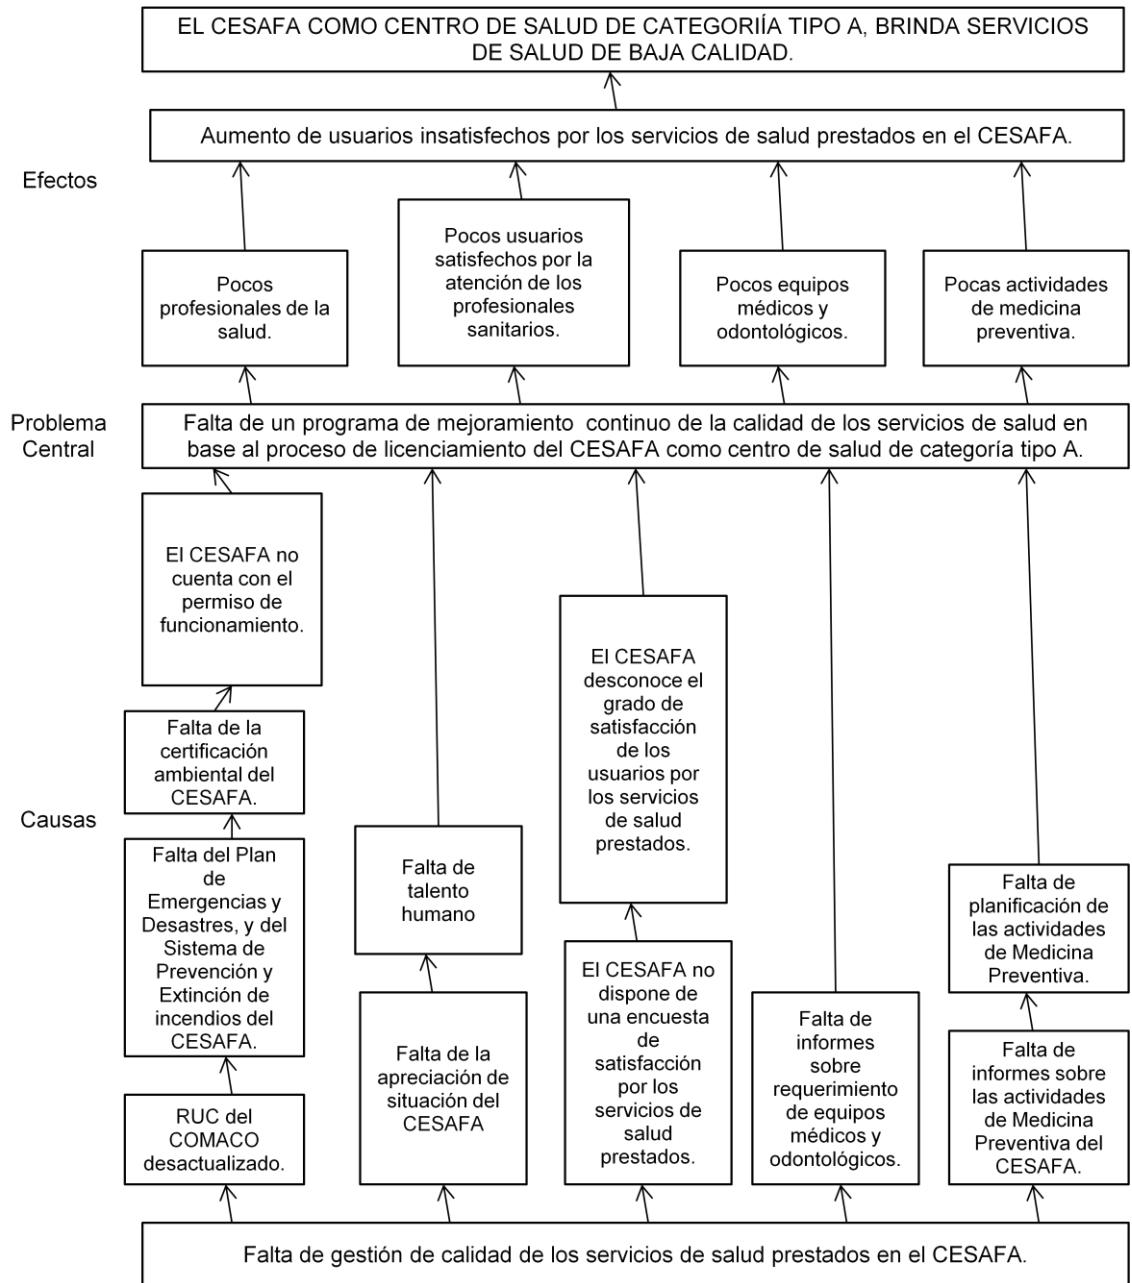 EL CESAFA COMO CENTRO DE SALUD DE CATEGORIÍA TIPO A, BRINDA SERVICIOS
DE SALUD DE BAJA CALIDAD.
Aumento de usuarios insatisfechos por los servicios de salud prestados en el CESAFA.
Efectos
Pocos
profesionales de la
salud.
Pocos usuarios
satisfechos por la
atención de los
profesionales
sanitarios.
Pocos equipos
médicos y
odontológicos.
Pocas actividades
de medicina
preventiva.
Problema
Central
Falta de un programa de mejoramiento continuo de la calidad de los servicios de salud en
base al proceso de licenciamiento del CESAFA como centro de salud de categoría tipo A.
El CESAFA no
cuenta con el
permiso de
funcionamiento.
Falta de la
certificación
ambiental del
CESAFA.
Causas
Falta del Plan
de
Emergencias y
Desastres, y del
Sistema de
Prevención y
Extinción de
incendios del
CESAFA.
RUC del
COMACO
desactualizado.
Falta de
talento
humano
Falta de la
apreciación de
situación del
CESAFA
El CESAFA
desconoce el
grado de
satisfacción
de los
usuarios por
los servicios
de salud
prestados.
El CESAFA no
dispone de
una encuesta
de
satisfacción
por los
servicios de
salud
prestados.
Falta de
informes
sobre
requerimiento
de equipos
médicos y
odontológicos.
Falta de
planificación de
las actividades
de Medicina
Preventiva.
Falta de
informes sobre
las actividades
de Medicina
Preventiva del
CESAFA.
Falta de gestión de calidad de los servicios de salud prestados en el CESAFA.